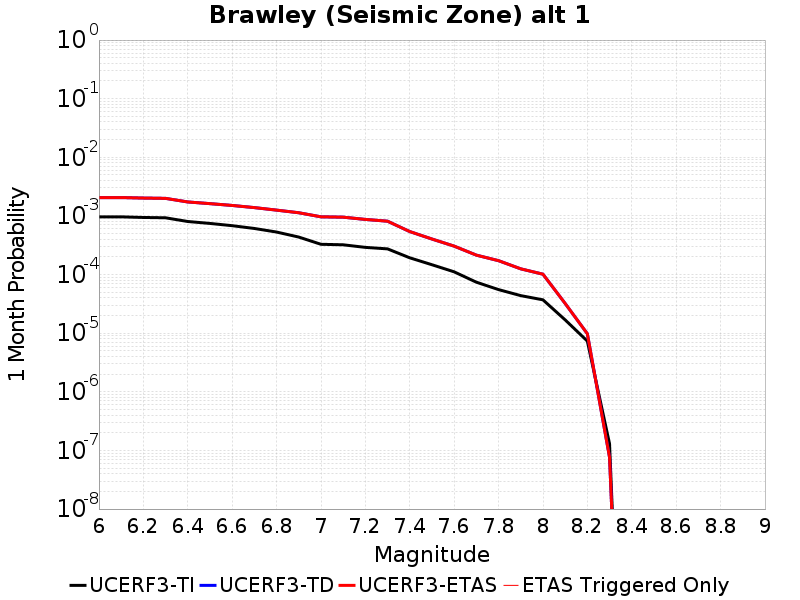 Brawley (Seismic Zone) alt 1
1 Month Probability
10^0
10^-1
10^-2
10^-3
10^-4
10^-5
10^-6
10^-7
10^-8
6 6.2 6.4 6.6 6.8 7 7.2 7.4 7.6 7.8 8 8.2 8.4 8.6 8.8 9
Magnitude
UCERF3-TI UCERF3-TD UCERF3-ETAS ETAS Triggered Only